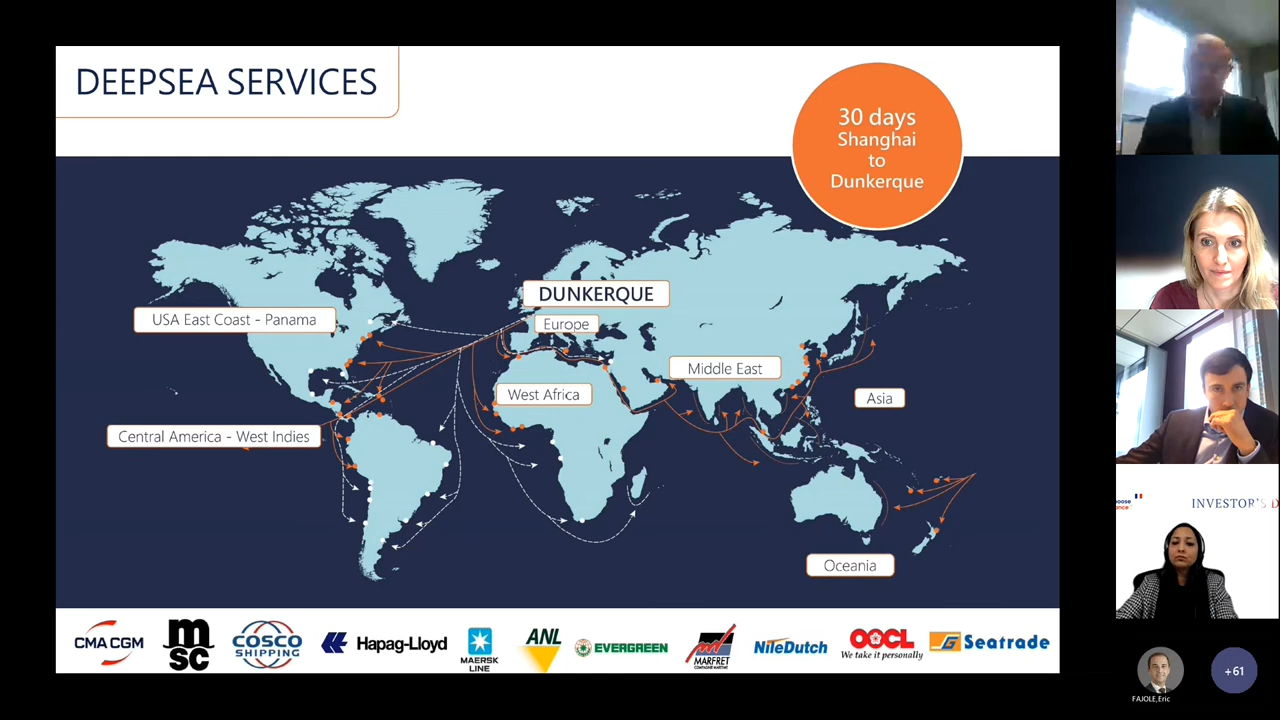 DEEPSEA SERVICES
30 days
Shanghai
to
Dunkerque
DUNKERQUE
Europe
USA East Coast - Panama
Middle East
West Africa
Asia
Central America - West Indies
Oceania
CMA CGM
msc
COSCO
SHIPPING
Hapag-Lloyd
MAERSK
LINE
ANL
EVERGREEN
MARFRET
COMPAGNIE MARITIME
NileDutch
OOCL
We take it personally
Seatrade
INVESTOR'S D
FAJOLE,Eric
+61